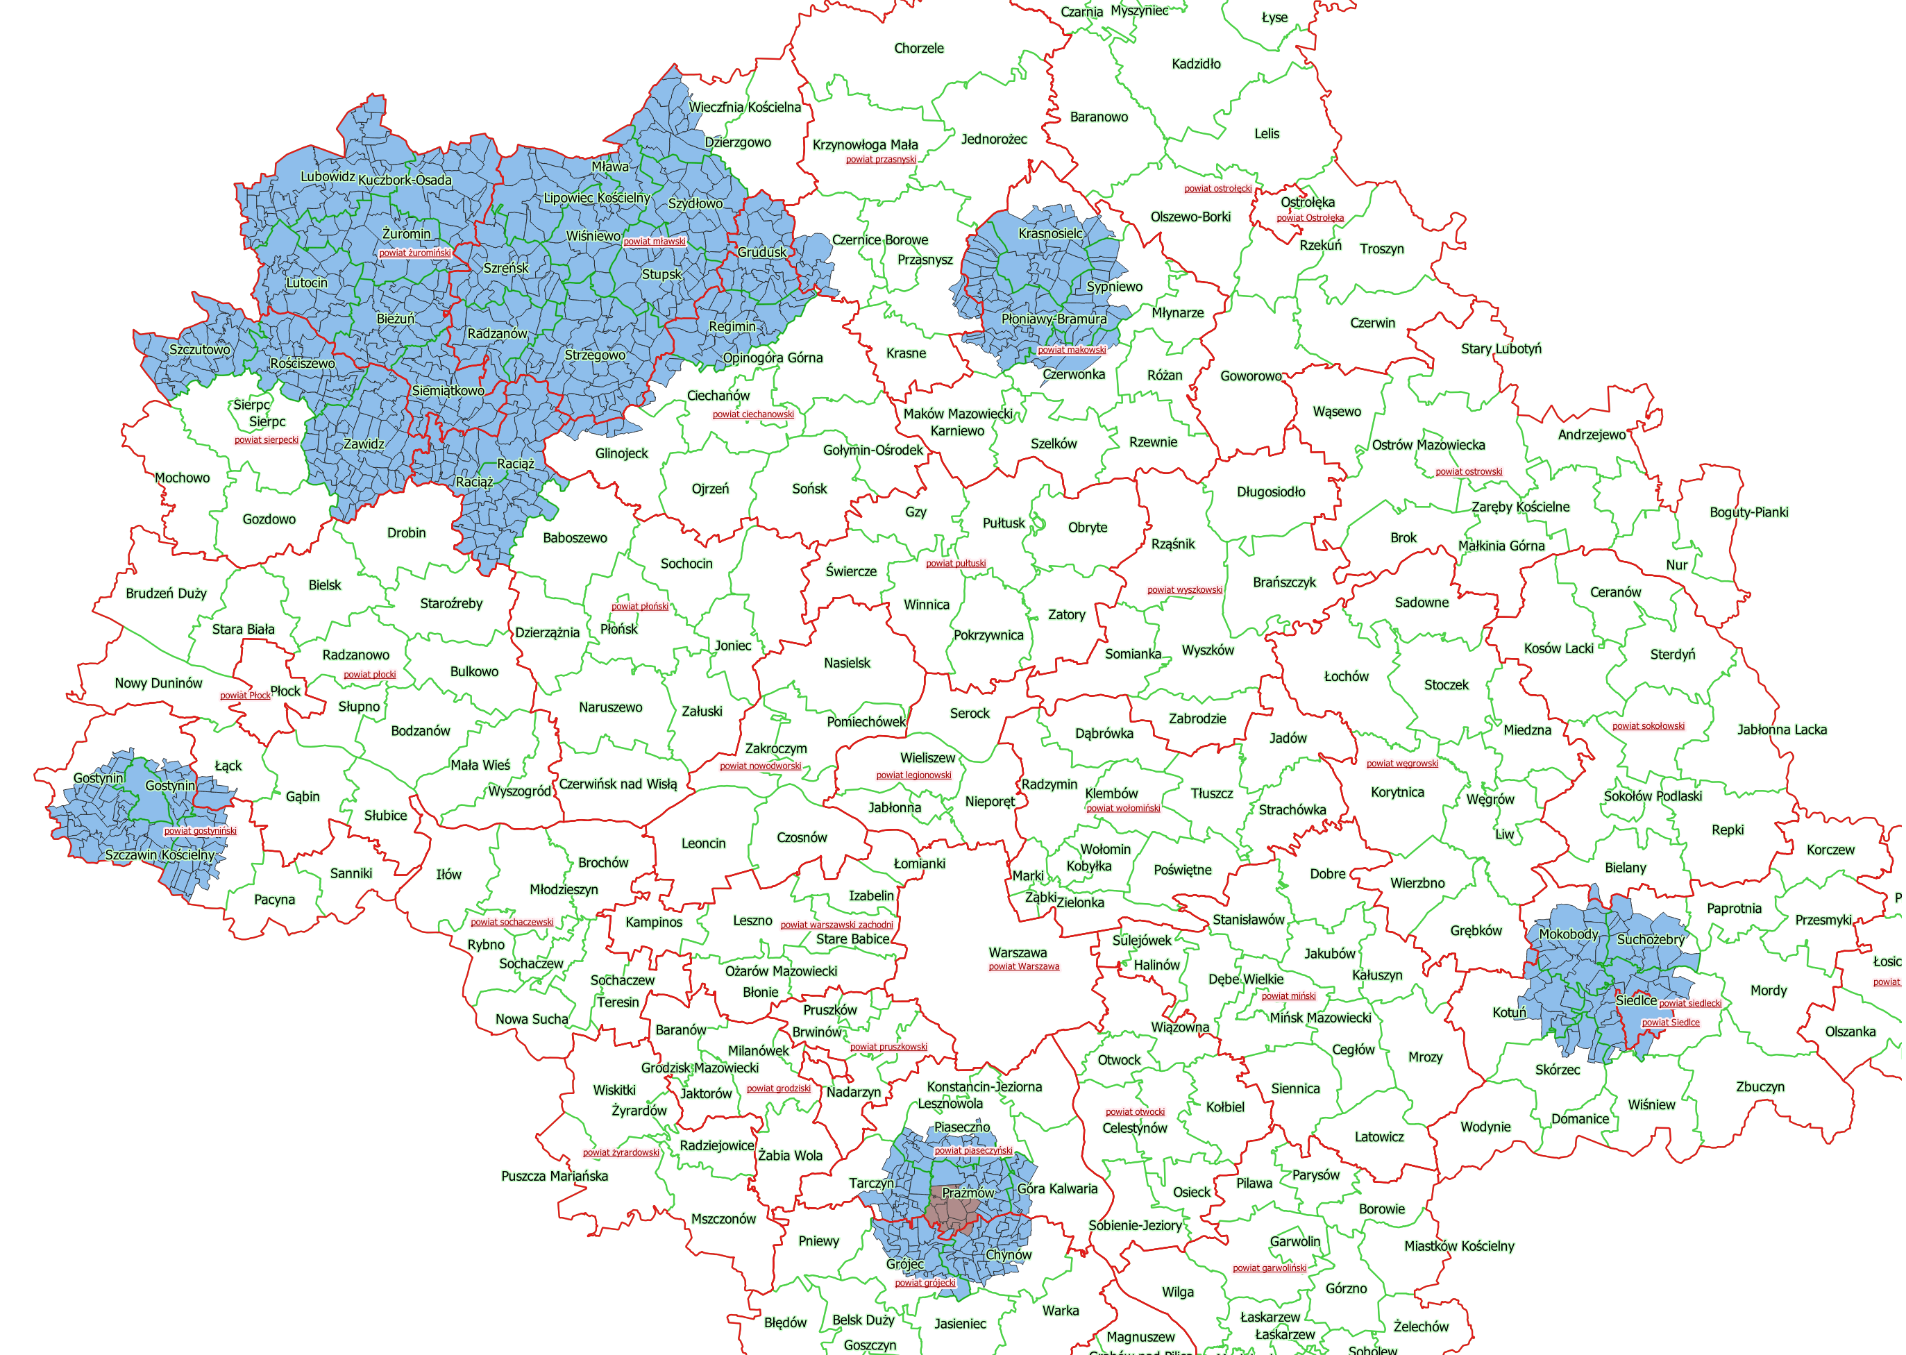 Czarnia
Myszyniec
Łyse
Chorzele
Kadzidło
Wieczfnia Kościelna
Baranowo
Dzierzgowo
Krzynowłoga Mała
powiat przasnyski
Jednorożec
Lelis
Mława
Lubowidz
Kuczbork-Osada
Lipowiec Kościelny
Szydłowo
powiat ostrołęcki
Olszewo-Borki
Ostrołęka
powiat Ostrołęka
Żuromin
powiat żuromiński
Wiśniewo
powiat mławski
Grudusk
Czernice Borowe
Przasnysz
Krasnosielc
Rzekuń
Troszyn
Szreńsk
Stupsk
Lutocin
Sypniewo
Bieżuń
Radzanów
Regimin
Płoniawy-Bramura
Młynarze
Czerwin
Szczutowo
Rościszewo
Strzegowo
Opinogóra Górna
Krasne
powiat makowski
Stary Lubotyń
Siemiątkowo
Ciechanów
powiat ciechanowski
Czerwonka
Różan
Goworowo
Sierpc
Sierpc
powiat sierpecki
Zawidz
Maków Mazowiecki
Karniewo
Wąsewo
Glinojeck
Gołymin-Ośrodek
Szelków
Rzewnie
Ostrów Mazowiecka
powiat ostrowski
Andrzejewo
Mochowo
Raciąż
Raciąż
Ojrzeń
Sońsk
Długosiodło
Gozdowo
Drobin
Baboszewo
Gzy
Pułtusk
Obryte
Rząśnik
Brok
Zaręby Kościelne
Małkinia Górna
Boguty-Pianki
Sochocin
Świercze
powiat pułtuski
Nur
Brudzeń Duży
Bielsk
Staroźreby
powiat płoński
Płońsk
Winnica
Zatory
powiat wyszkowski
Brańszczyk
Sadowne
Ceranów
Stara Biała
Dzierzążnia
Joniec
Pokrzywnica
Radzanowo
powiat płocki
Bulkowo
Nasielsk
Somianka
Wyszków
Kosów Lacki
Sterdyń
Nowy Duninów
powiat Płock
Płock
Słupno
Łochów
Stoczek
Naruszewo
Załuski
Pomiechówek
Serock
Zabrodzie
Bodzanów
Dąbrówka
Jadów
Miedzna
powiat sokołowski
Jabłonna Lacka
Gostynin
Gostynin
Łąck
Mała Wieś
Zakroczym
powiat nowodworski
Wieliszew
powiat legionowski
powiat węgrowski
Gąbin
Wyszogród
Czerwińsk nad Wisłą
Radzymin
Klembów
powiat wołomiński
Tłuszcz
Korytnica
Węgrów
Sokołów Podlaski
Słubice
Jabłonna
Nieporęt
Strachówka
powiat gostyniński
Leoncin
Czosnów
Liw
Repki
Szczawin Kościelny
Brochów
Łomianki
Wołomin
Kobyłka
Sanniki
Iłów
Marki
Poświętne
Dobre
Wierzbno
Bielany
Korczew
Pacyna
Młodzieszyn
Izabelin
Ząbki
Zielonka
powiat sochaczewski
Kampinos
Leszno
powiat warszawski zachodni
Stare Babice
Stanisławów
Paprotnia
Przesmyki
Rybno
Sochaczew
Warszawa
powiat Warszawa
Sulejówek
Halinów
Jakubów
Grębków
Mokobody
Suchożebry
Sochaczew
Ożarów Mazowiecki
Błonie
Dębe Wielkie
powiat miński
Kałuszyn
Mordy
Teresin
Nowa Sucha
Baranów
Pruszków
Brwinów
Mińsk Mazowiecki
Kotuń
Siedlce
powiat siedlecki
powiat Siedlce
Olszanka
Milanówek
powiat pruszkowski
Wiązowna
Cegłów
Mrozy
Grodzisk Mazowiecki
Otwock
Skórzec
Wiskitki
Jaktorów
powiat grodziski
Nadarzyn
Konstancin-Jeziorna
Lesznowola
Siennica
Zbuczyn
Żyrardów
Kołbiel
powiat otwocki
Celestynów
Wiśniew
Domanice
Piaseczno
powiat piaseczyński
Latowicz
Wodynie
powiat żyrardowski
Radziejowice
Żabia Wola
Puszcza Mariańska
Tarczyn
Prażmów
Góra Kalwaria
Osieck
Pilawa
Parysów
Mszczonów
Sobienie-Jeziory
Borowie
Pniewy
Grójec
powiat grójecki
Chynów
Garwolin
powiat garwoliński
Miastków Kościelny
Wilga
Górzno
Błędów
Belsk Duży
Goszczyn
Jasieniec
Warka
Magnuszew
Łaskarzew
Łaskarzew
Żelechów
Sobolew